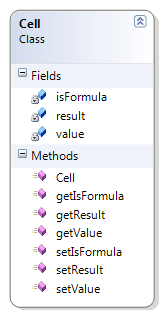 Cell
Class
Fields
isFormula
result
value
Methods
Cell
getIsFormula
getResult
getValue
setIsFormula
setResult
setValue